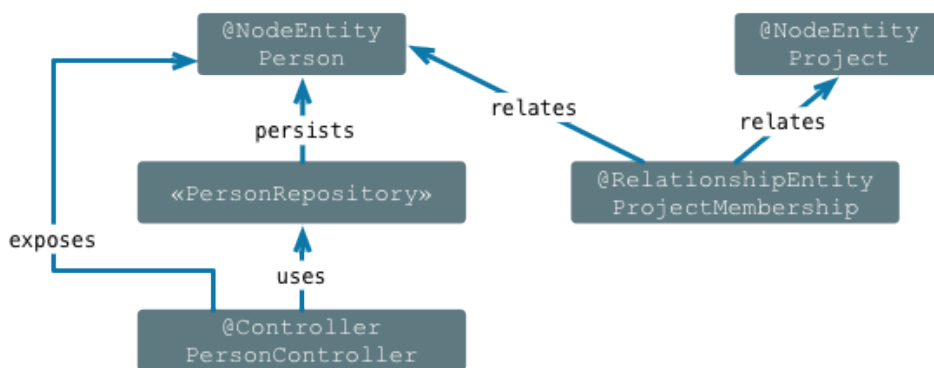 @NodeEntity
Person
@NodeEntity
Project
relates
relates
persists
«PersonRepository»
@RelationshipEntity
ProjectMembership
exposes
uses
@Controller
PersonController